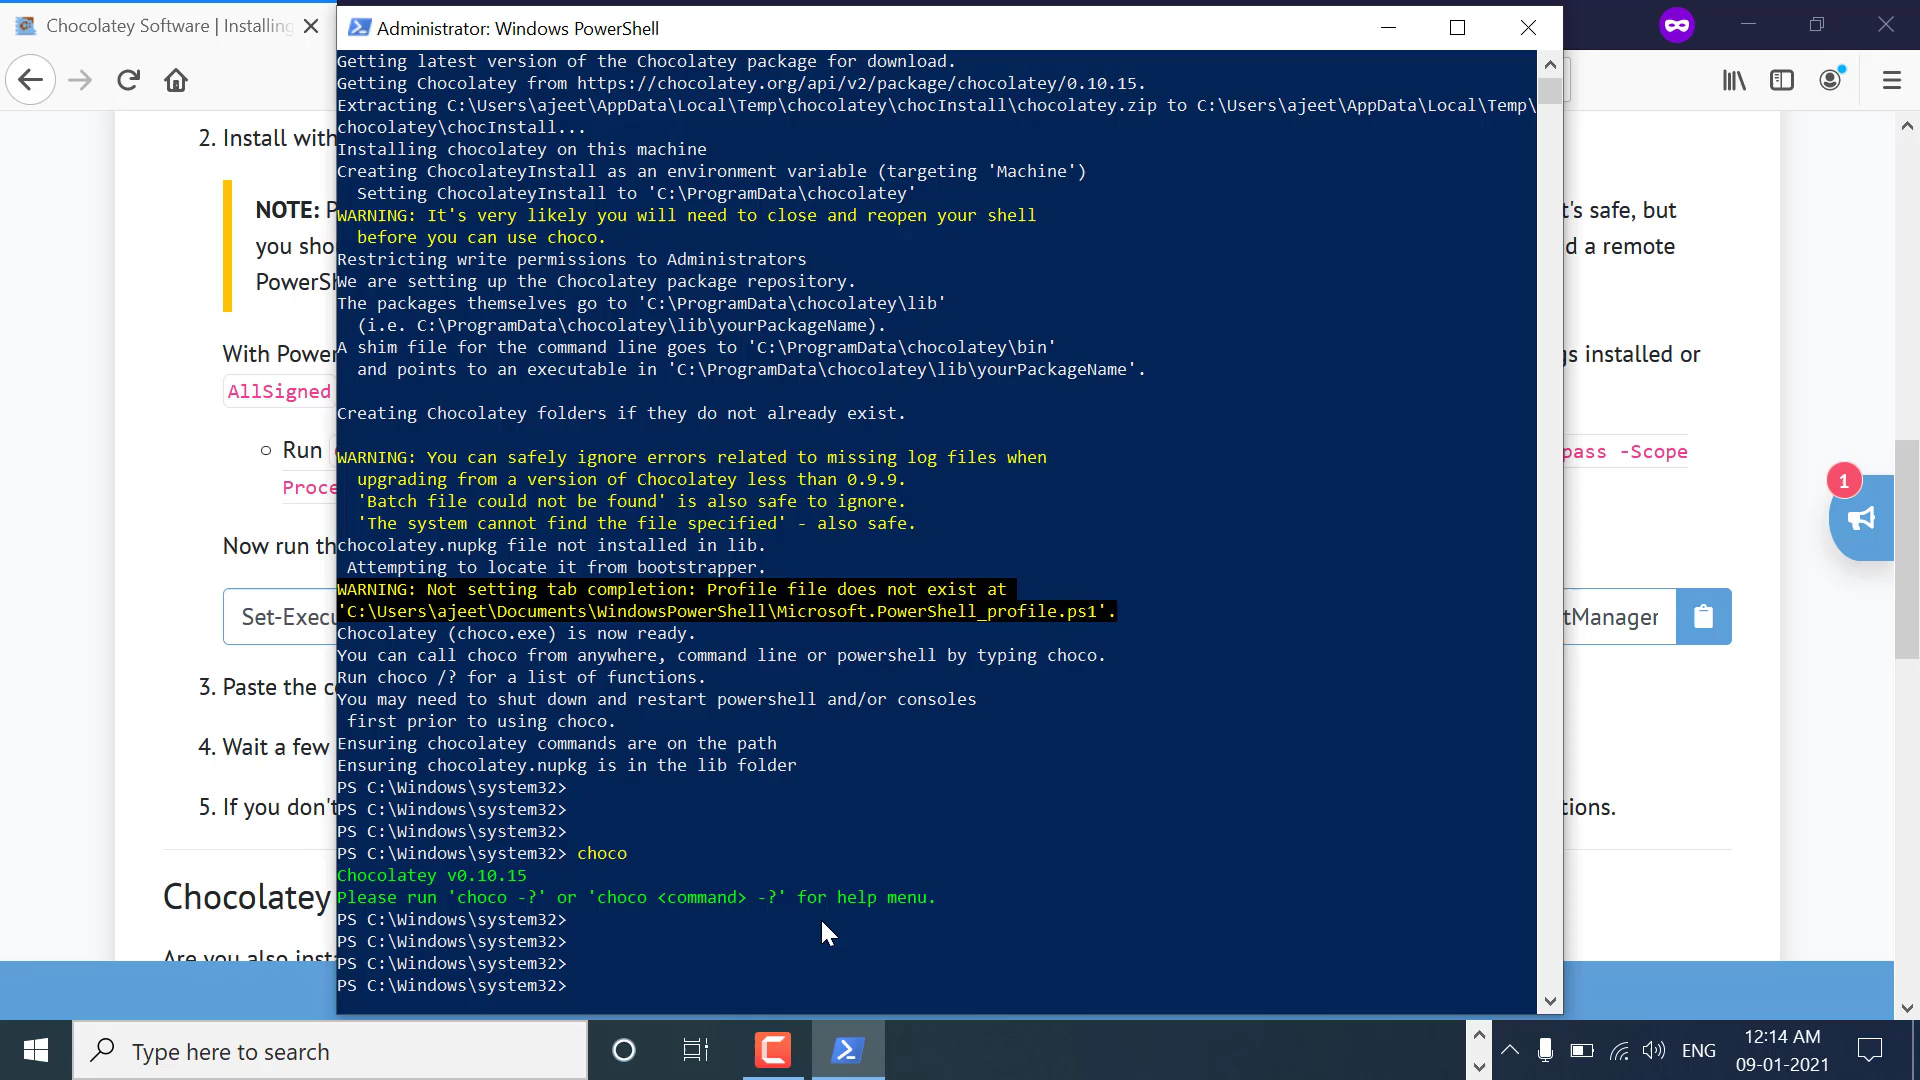 Chocolatey Software | Installing
Administrator: Windows PowerShell
Getting latest version of the Chocolatey package for download.
Getting Chocolatey from https://chocolatey.org/api/v2/package/chocolatey/0.10.15.
Extracting C:\Users\ajeet\AppData\Local\Temp\chocolatey\chocInstall\chocolatey.zip to C:\Users\ajeet\AppData\Local\Temp\
chocolatey\chocInstall...
Installing chocolatey on this machine
Creating ChocolateyInstall as an environment variable (targeting 'Machine')
  Setting ChocolateyInstall to 'C:\ProgramData\chocolatey'
WARNING: It's very likely you will need to close and reopen your shell
  before you can use choco.
Restricting write permissions to Administrators
We are setting up the Chocolatey package repository.
The packages themselves go to 'C:\ProgramData\chocolatey\lib'
  (i.e. C:\ProgramData\chocolatey\lib\yourPackageName).
A shim file for the command line goes to 'C:\ProgramData\chocolatey\bin'
  and points to an executable in 'C:\ProgramData\chocolatey\lib\yourPackageName'.
Creating Chocolatey folders if they do not already exist.
WARNING: You can safely ignore errors related to missing log files when
  upgrading from a version of Chocolatey less than 0.9.9.
  'Batch file could not be found' is also safe to ignore.
  'The system cannot find the file specified' - also safe.
chocolatey.nupkg file not installed in lib.
 Attempting to locate it from bootstrapper.
WARNING: Not setting tab completion: Profile file does not exist at
'C:\Users\ajeet\Documents\WindowsPowerShell\Microsoft.PowerShell_profile.ps1'.
Chocolatey (choco.exe) is now ready.
You can call choco from anywhere, command line or powershell by typing choco.
Run choco /? for a list of functions.
You may need to shut down and restart powershell and/or consoles
 first prior to using choco.
Ensuring chocolatey commands are on the path
Ensuring chocolatey.nupkg is in the lib folder
PS C:\Windows\system32>
PS C:\Windows\system32>
PS C:\Windows\system32>
PS C:\Windows\system32> choco
Chocolatey v0.10.15
Please run 'choco -?' or 'choco <command> -?' for help menu.
PS C:\Windows\system32>
PS C:\Windows\system32>
PS C:\Windows\system32>
PS C:\Windows\system32>
2. Install with
NOTE: P
t's safe, but
you sho
d a remote
PowerSh
With Power
gs installed or
AllSigned
Run
pass -Scope
Proce
Now run th
Set-Execu
tManager
3. Paste the c
4. Wait a few
5. If you don't
tions.
Chocolatey
Are you also inst
1
Type here to search
ENG
12:14 AM
09-01-2021